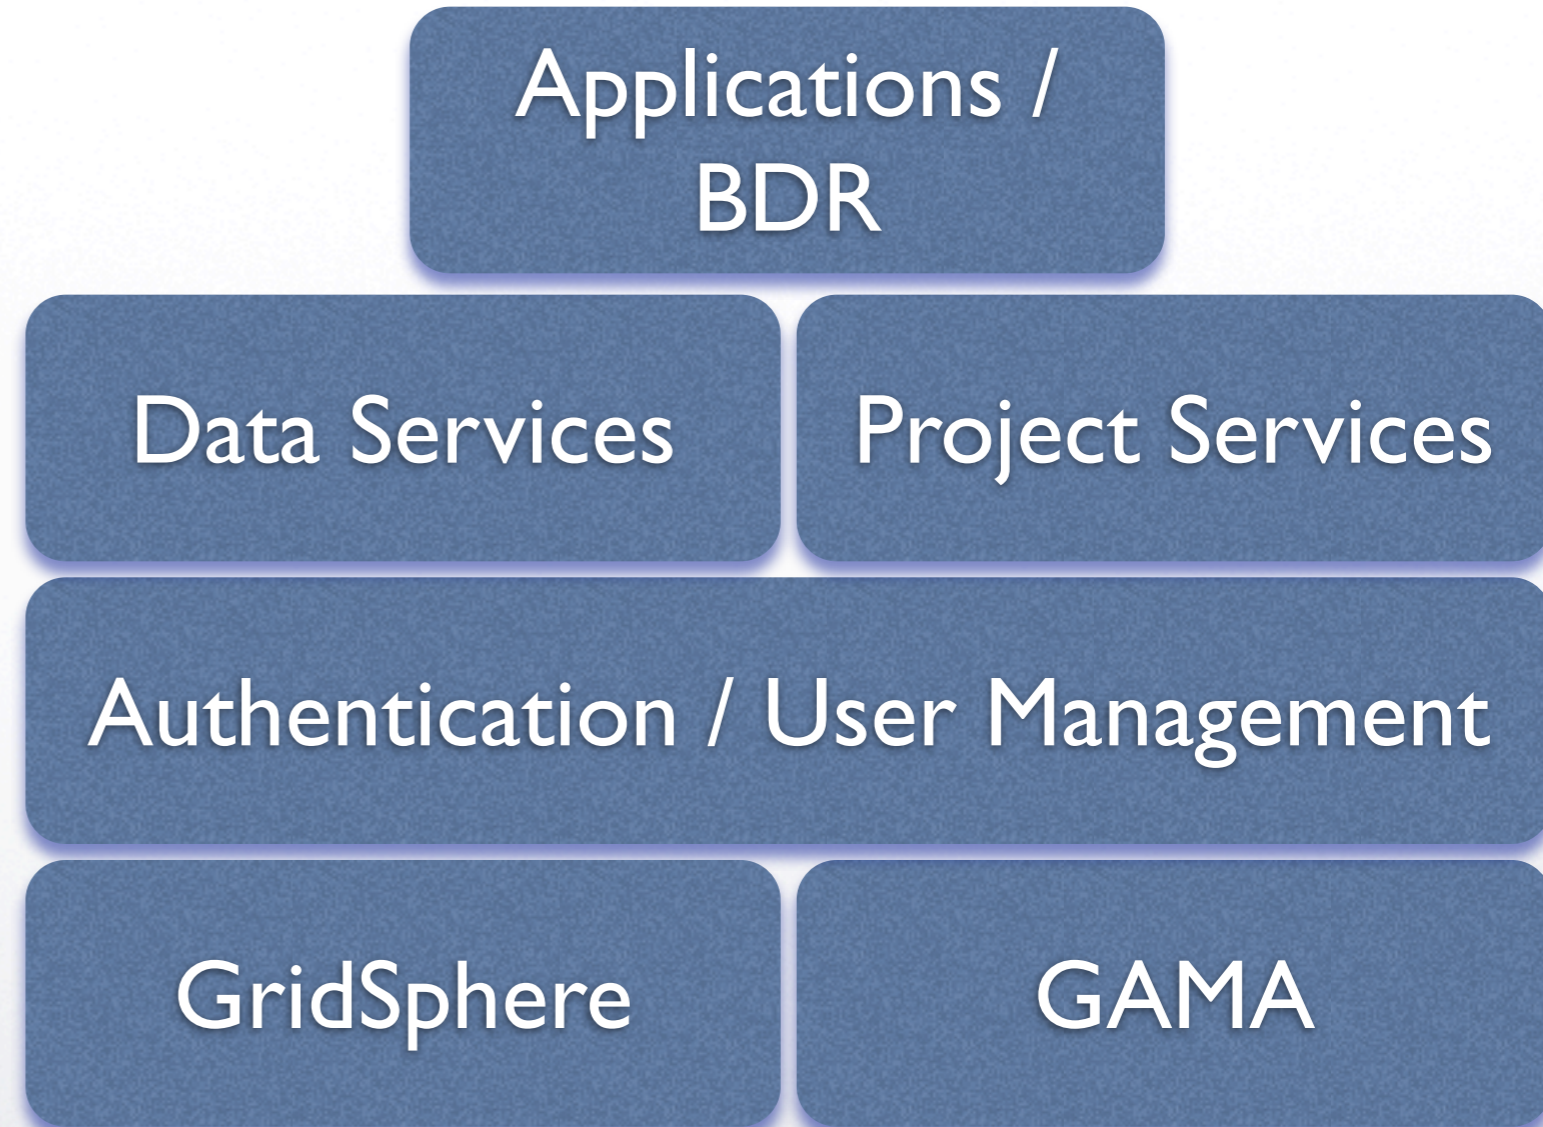 Applications /
BDR
Data Services
Project Services
Authentication / User Management
GridSphere
GAMA